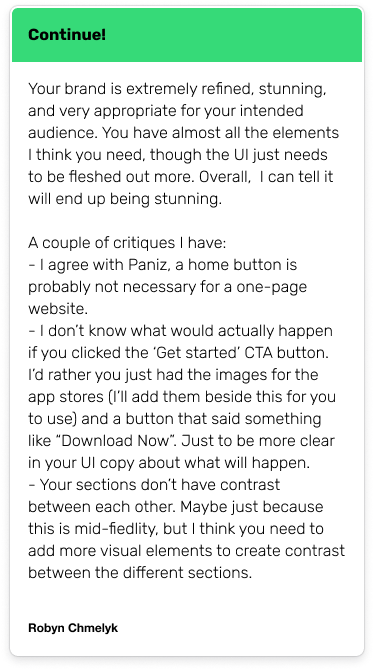 Continue!
Your brand is extremely refined, stunning,
and very appropriate for your intended
audience. You have almost all the elements
I think you need, though the UI just needs
to be fleshed out more. Overall,  I can tell it
will end up being stunning.
A couple of critiques I have:
- I agree with Paniz, a home button is
probably not necessary for a one-page
website.
- I don't know what would actually happen
if you clicked the ‘Get started’ CTA button.
I'd rather you just had the images for the
app stores (I'll add them beside this for you
to use) and a button that said something
like “Download Now”. Just to be more clear
in your UI copy about what will happen.
- Your sections don't have contrast
between each other. Maybe just because
this is mid-fiedlity, but I think you need to
add more visual elements to create contrast
between the different sections.
Robyn Chmelyk